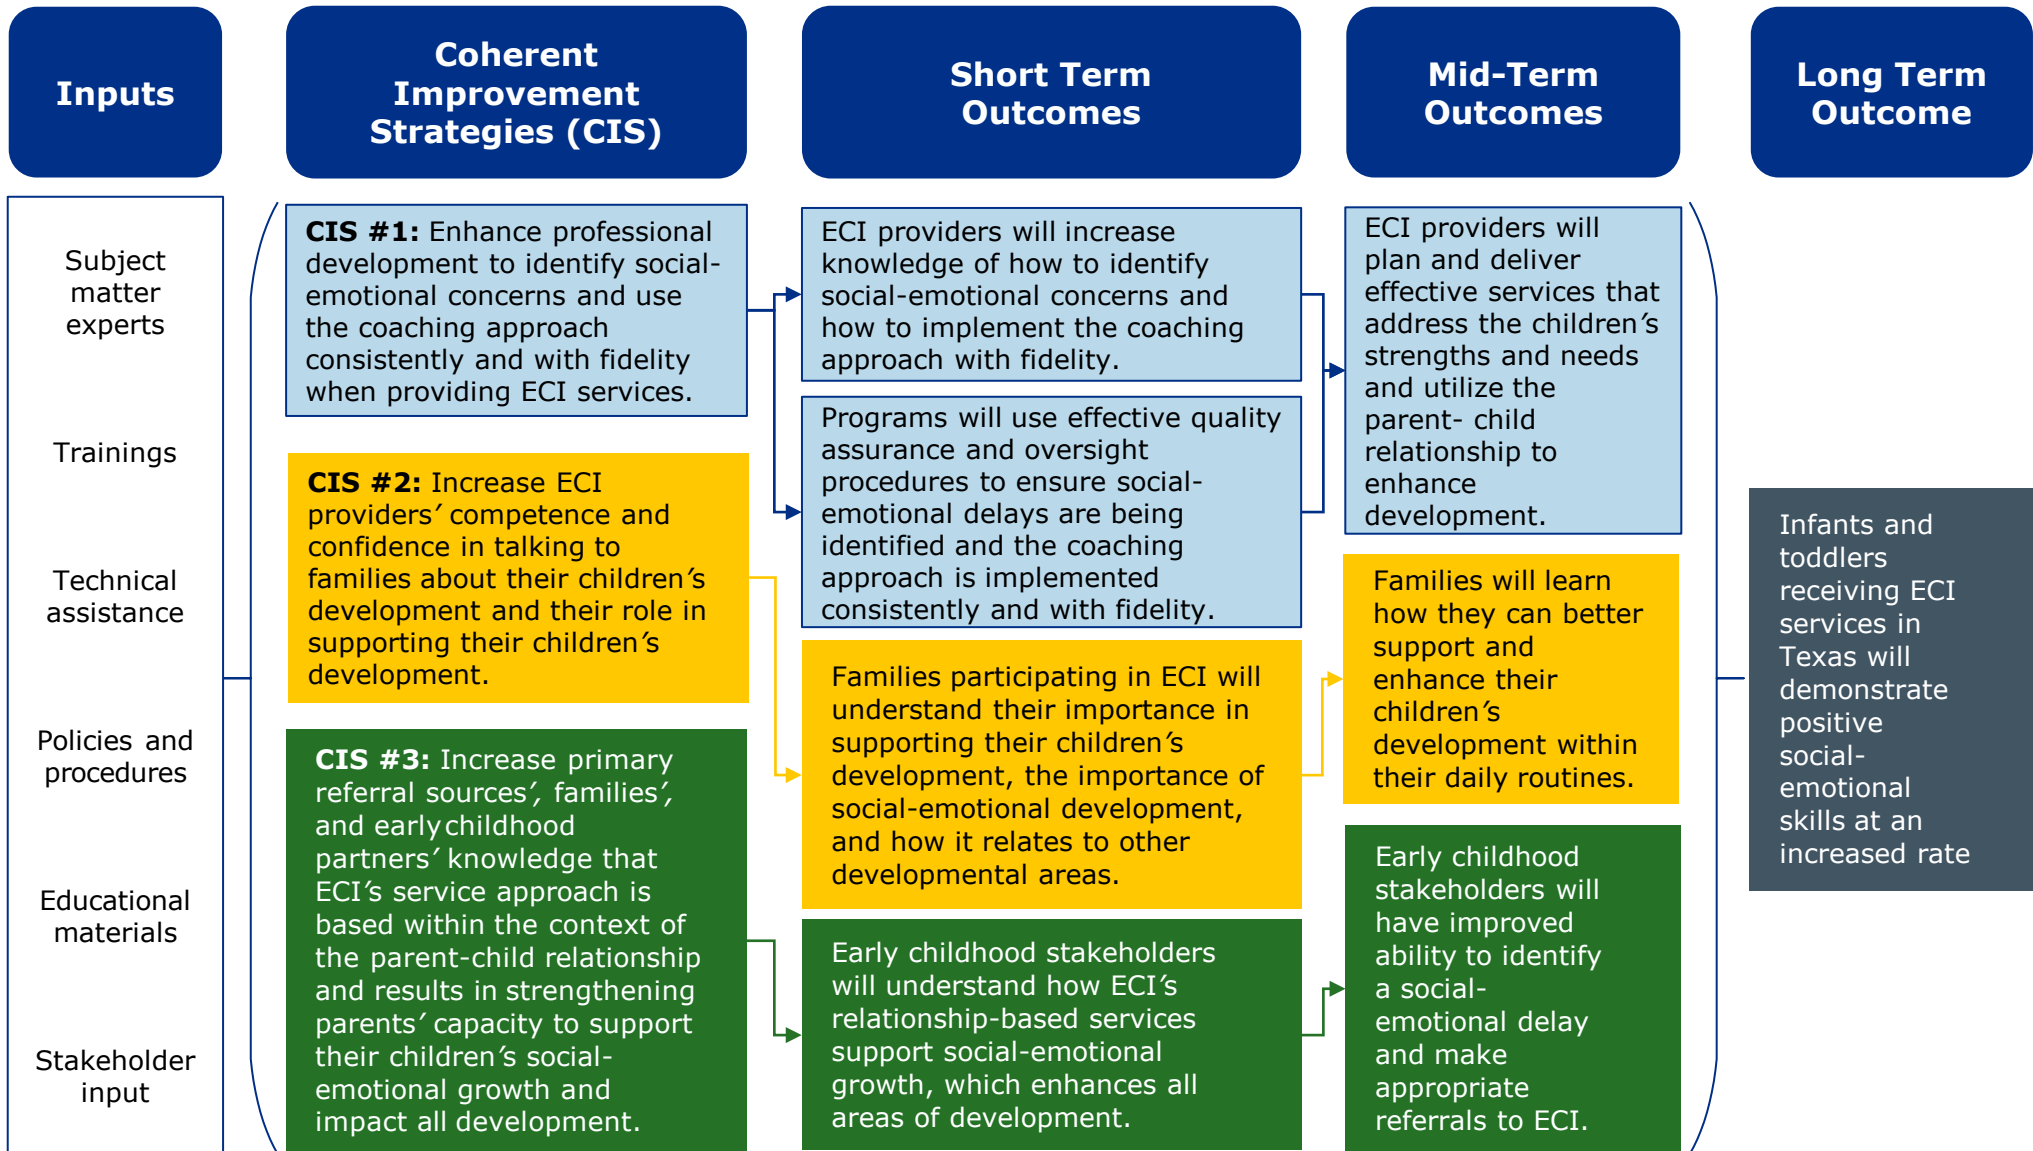 Inputs
Coherent
Improvement
Strategies (CIS)
Short Term
Outcomes
Mid-Term
Outcomes
Long Term
Outcome
Subject
matter
experts
Trainings
Technical
assistance
Policies and
procedures
Educational
materials
Stakeholder
input
CIS #1: Enhance professional
development to identify social-
emotional concerns and use
the coaching approach
consistently and with fidelity
when providing ECI services.
CIS #2: Increase ECI
providers’ competence and
confidence in talking to
families about their children’s
development and their role in
supporting their children’s
development.
CIS #3: Increase primary
referral sources’, families’,
and early childhood
partners’ knowledge that
ECI’s service approach is
based within the context of
the parent-child relationship
and results in strengthening
parents’ capacity to support
their children’s social-
emotional growth and
impact all development.
ECI providers will increase
knowledge of how to identify
social-emotional concerns and
how to implement the coaching
approach with fidelity.
Programs will use effective quality
assurance and oversight
procedures to ensure social-
emotional delays are being
identified and the coaching
approach is implemented
consistently and with fidelity.
Families participating in ECI will
understand their importance in
supporting their children’s
development, the importance of
social-emotional development,
and how it relates to other
developmental areas.
Early childhood stakeholders
will understand how ECI’s
relationship-based services
support social-emotional
growth, which enhances all
areas of development.
ECI providers will
plan and deliver
effective services that
address the children’s
strengths and needs
and utilize the
parent- child
relationship to
enhance
development.
Families will learn
how they can better
support and
enhance their
children’s
development within
their daily routines.
Early childhood
stakeholders will
have improved
ability to identify
a social-
emotional delay
and make
appropriate
referrals to ECI.
Infants and
toddlers
receiving ECI
services in
Texas will
demonstrate
positive
social-
emotional
skills at an
increased rate